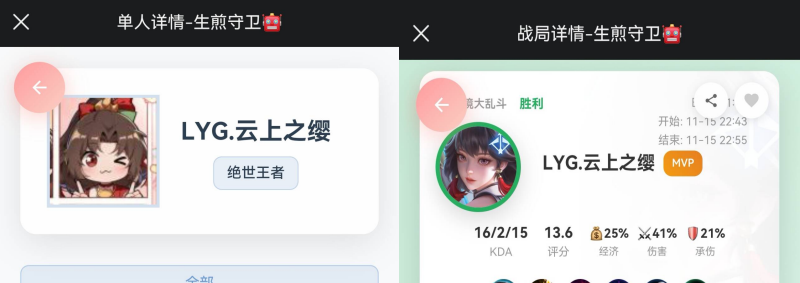 单人详情-生煎守卫🤖
LYG.云上之缨
绝世王者
全部
战局详情-生煎守卫🤖
境大乱斗 胜利
开始: 11-15 22:43
结束: 11-15 22:55
LYG.云上之缨 MVP
16/2/15 13.6 25% 41% 21%
KDA 评分 经济 伤害 承伤